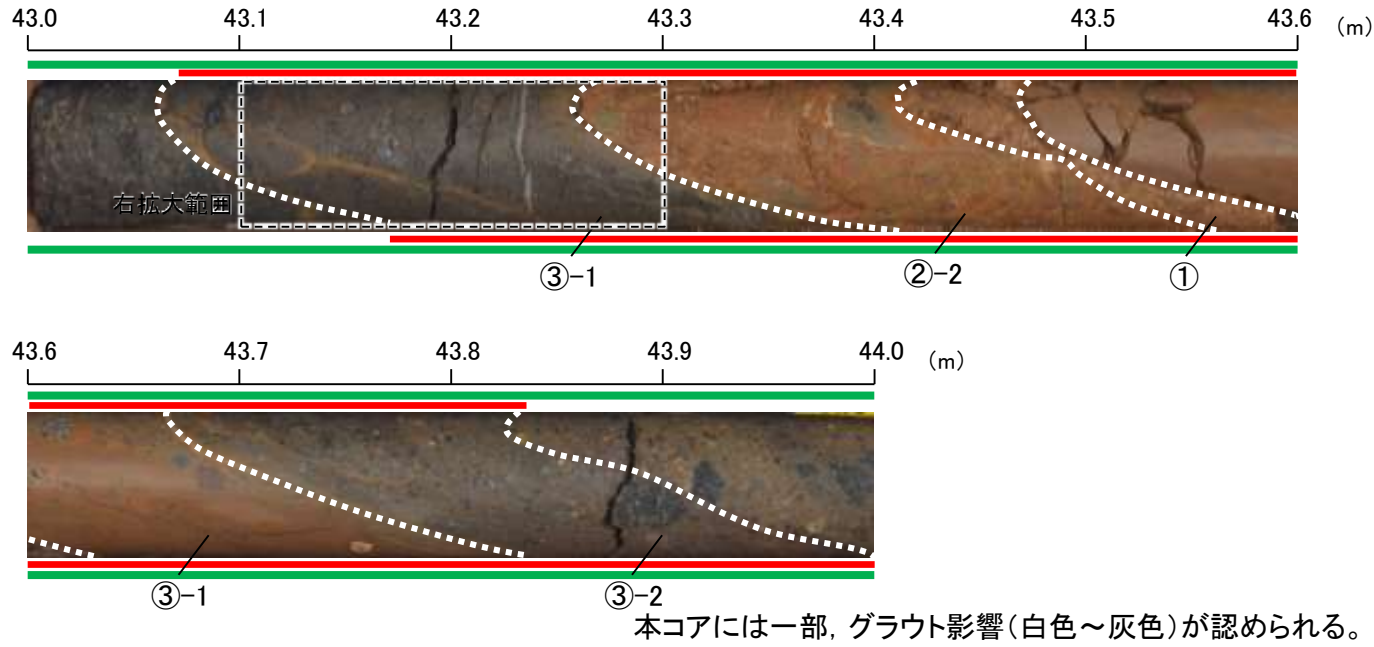 43.0 43.1 43.2 43.3 43.4 43.5 43.6 (m)
右拡大範囲
③-1 ②-2 ①
43.6 43.7 43.8 43.9 44.0 (m)
③-1 ③-2
本コアには一部，グラウト影響（白色～灰色）が認められる。